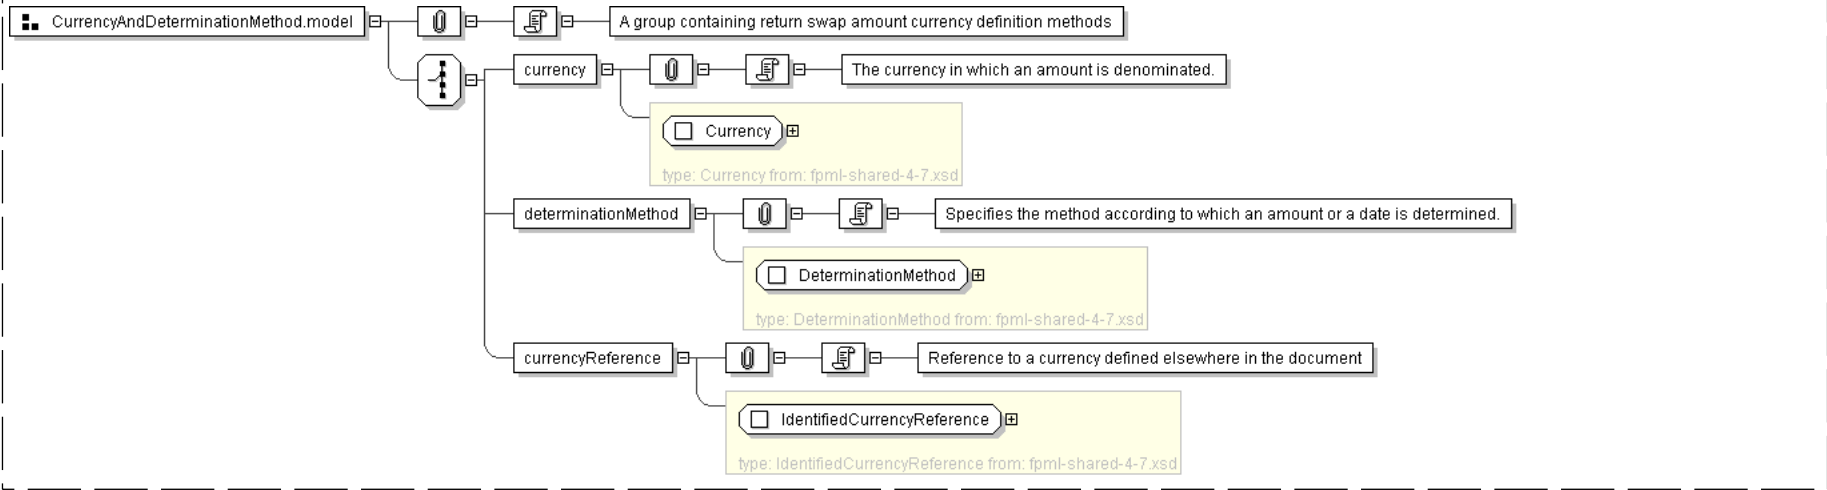 CurrencyAndDeterminationMethod.model
A group containing return swap amount currency definition methods
currency
The currency in which an amount is denominated.
Currency
type: Currency from: fpml-shared-4-7.xsd
determinationMethod
Specifies the method according to which an amount or a date is determined.
DeterminationMethod
type: DeterminationMethod from: fpml-shared-4-7.xsd
currencyReference
Reference to a currency defined elsewhere in the document
IdentifiedCurrencyReference
type: IdentifiedCurrencyReference from: fpml-shared-4-7.xsd